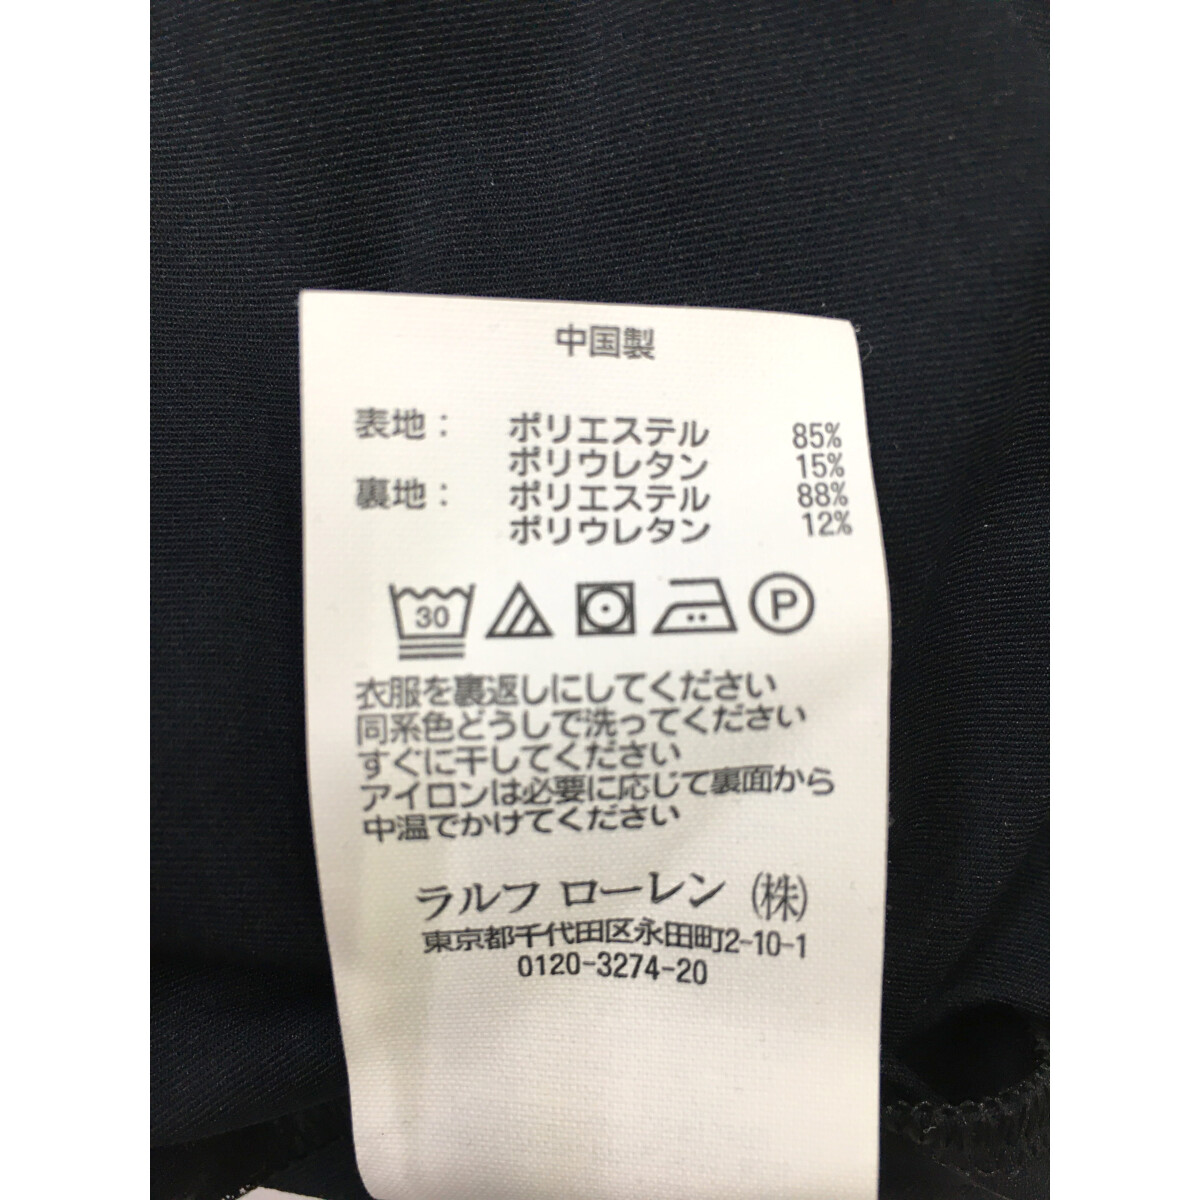 中国製
表地: ポリエステル 85%
ポリウレタン 15%
裏地: ポリエステル 88%
ポリウレタン 12%
30 P
衣服を裏返しにしてください
同系色どうしで洗ってください
すぐに干してください
アイロンは必要に応じて裏面から
中温でかけてください
ラルフ ローレン (株)
東京都千代田区永田町2-10-1
0120-3274-20